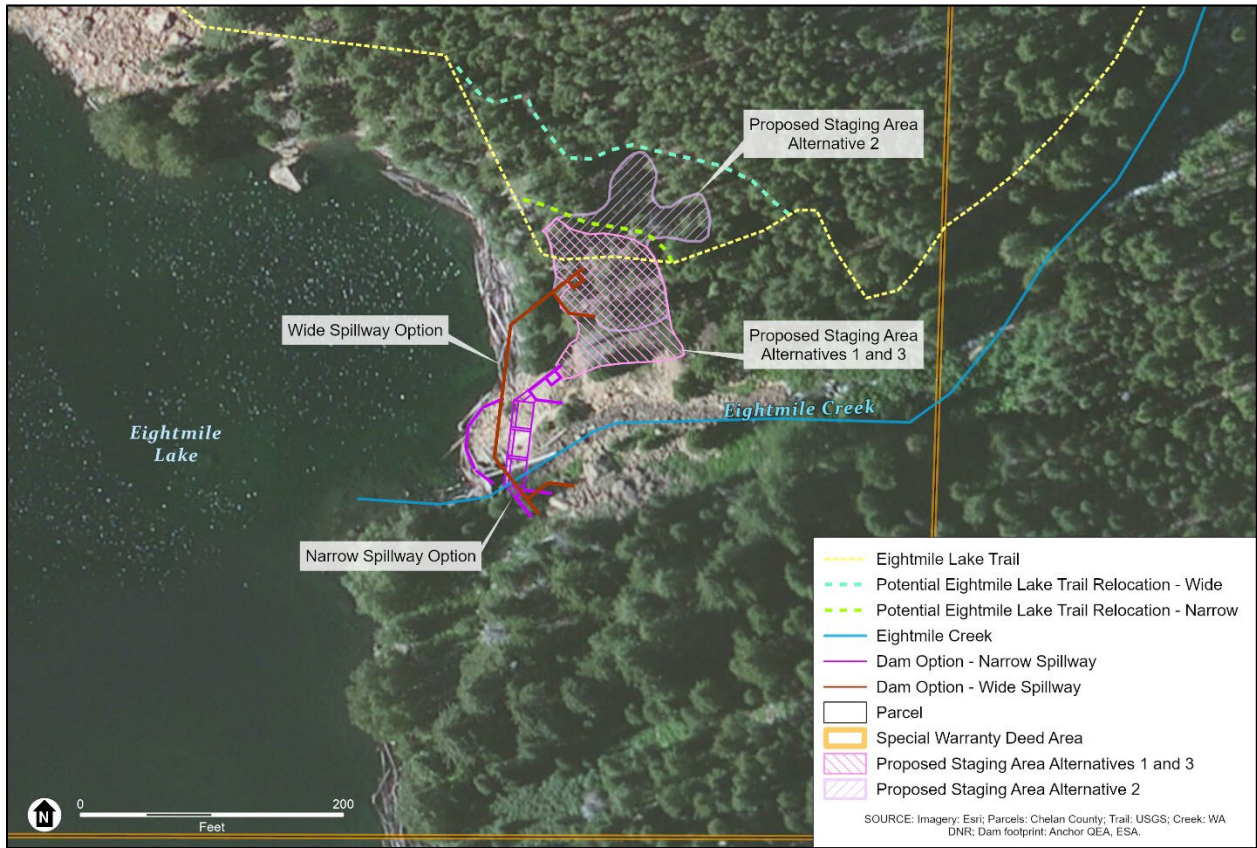 Proposed Staging Area
Alternative 2
Wide Spillway Option
Proposed Staging Area
Alternatives 1 and 3
Eightmile Creek
Eightmile
Lake
Narrow Spillway Option
Eightmile Lake Trail
Potential Eightmile Lake Trail Relocation - Wide
Potential Eightmile Lake Trail Relocation - Narrow
Eightmile Creek
Dam Option - Narrow Spillway
Dam Option - Wide Spillway
Parcel
Special Warranty Deed Area
Proposed Staging Area Alternatives 1 and 3
Proposed Staging Area Alternative 2
SOURCE: Imagery: Esri; Parcels: Chelan County; Trail: USGS; Creek: WA
DNR; Dam footprint: Anchor QEA, ESA.
N
0 200
Feet